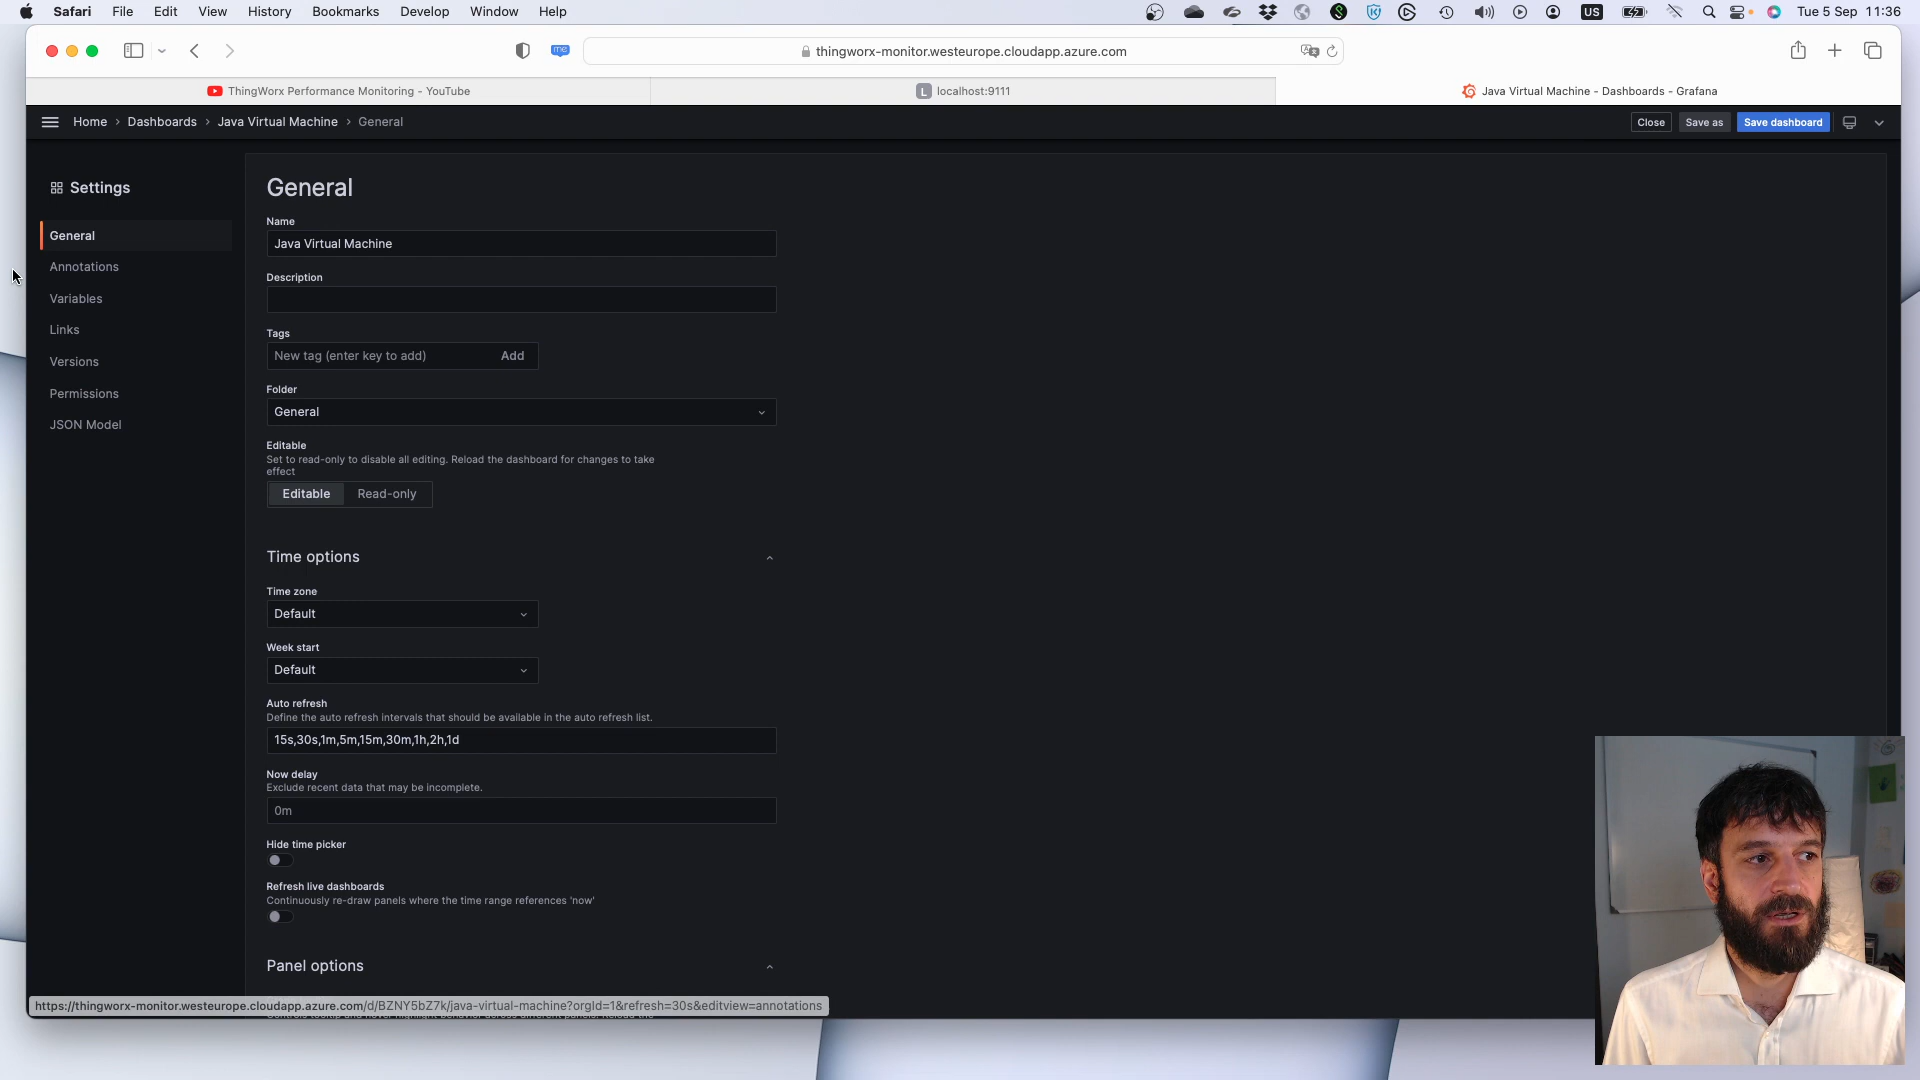 Safari File Edit View History Bookmarks Develop Window Help
US
Tue 5 Sep 11:36
me
thingworx-monitor.westeurope.cloudapp.azure.com
ThingWorx Performance Monitoring - YouTube
L localhost:9111
Java Virtual Machine - Dashboards - Grafana
Home › Dashboards › Java Virtual Machine › General
Close
Save as
Save dashboard
Settings
General
Annotations
Variables
Links
Versions
Permissions
JSON Model
General
Name
Java Virtual Machine
Description
Tags
New tag (enter key to add) Add
Folder
General
Editable
Set to read-only to disable all editing. Reload the dashboard for changes to take
effect
Editable Read-only
Time options
Time zone
Default
Week start
Default
Auto refresh
Define the auto refresh intervals that should be available in the auto refresh list.
15s,30s,1m,5m,15m,30m,1h,2h,1d
Now delay
Exclude recent data that may be incomplete.
0m
Hide time picker
Refresh live dashboards
Continuously re-draw panels where the time range references 'now'
Panel options
https://thingworx-monitor.westeurope.cloudapp.azure.com/d/BZNY5bZ7k/java-virtual-machine?orgId=1&refresh=30s&editview=annotations